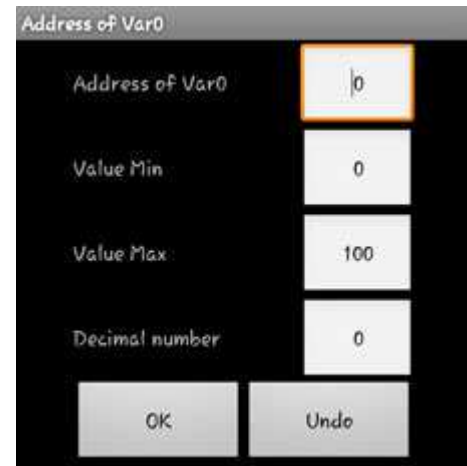 Address of Var0
Address of Var0 0
Value Min 0
Value Max 100
Decimal number 0
OK Undo